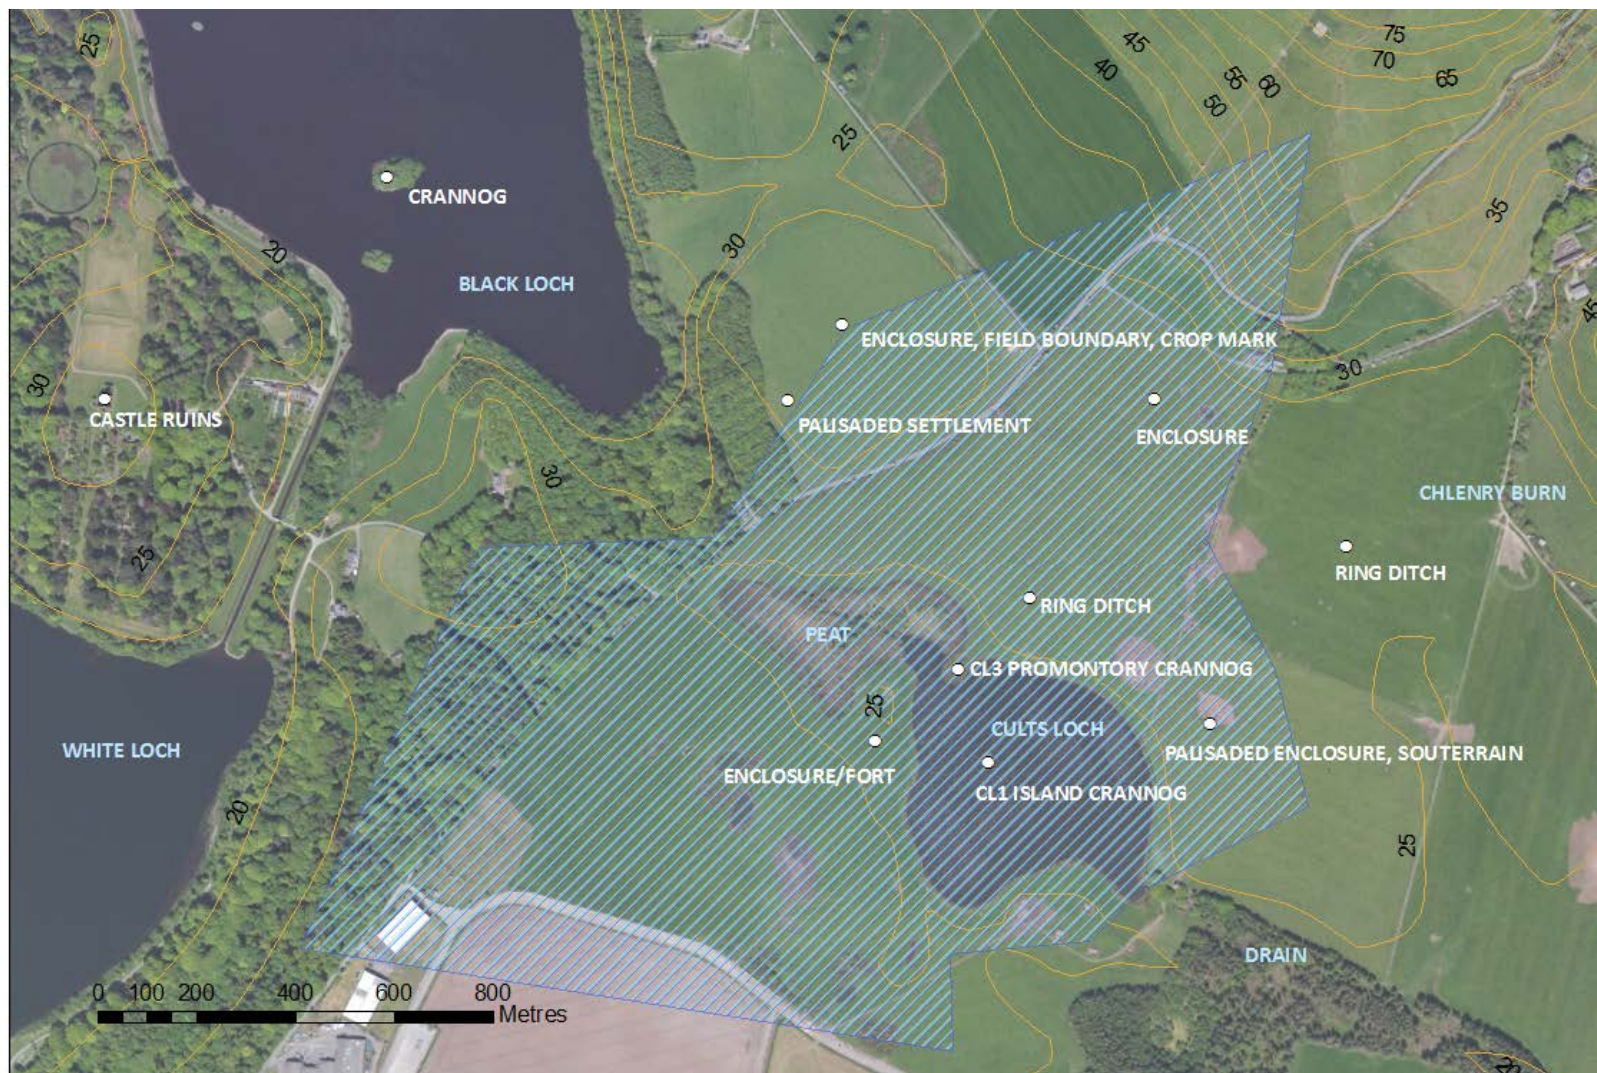 75
70
65
60
55
50
45
40
25
25
CRANNOG
35
20
30
BLACK LOCH
45
ENCLOSURE, FIELD BOUNDARY, CROP MARK
30
30
CASTLE RUINS
PALISADED SETTLEMENT
ENCLOSURE
30
CHLENRY BURN
25
RING DITCH
RING DITCH
PEAT
CL3 PROMONTORY CRANNOG
25
CULTS LOCH
WHITE LOCH
PALISADED ENCLOSURE, SOUTERRAIN
ENCLOSURE/FORT
CL1 ISLAND CRANNOG
20
25
DRAIN
0 100 200 400 600 800
Metres
20